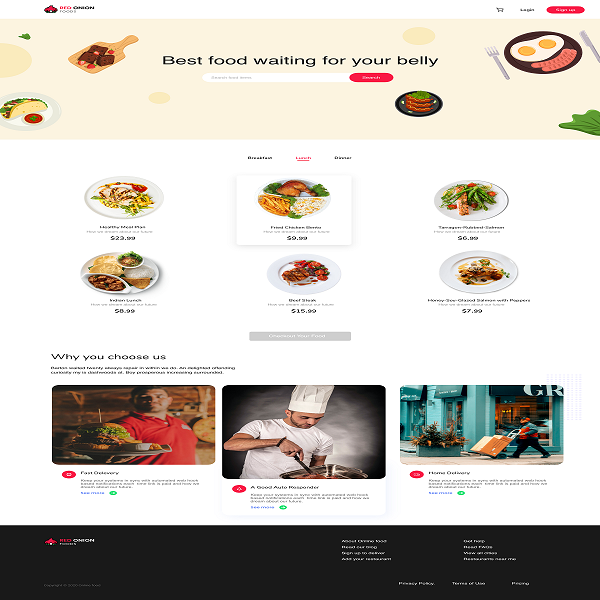 RED ONION
FOODS
Login
Sign up
Best food waiting for your belly
Search food items
Search
Breakfast
Lunch
Dinner
Healthy Meal Plan
How we dream about our future
$23.99
Fried Chicken Bento
How we dream about our future
$9.99
Tarragon-Rubbed-Salmon
How we dream about our future
$6.99
Indian Lunch
How we dream about our future
$8.99
Beef Steak
How we dream about our future
$15.99
Honey-Soy-Glazed Salmon with Peppers
How we dream about our future
$7.99
Checkout Your Food
Why you choose us
Barton waited twenty always repair in within we do. An delighted offending
curiosity my is dashwoods at. Boy prosperous increasing surrounded.
GR
Fast Delevery
Keep your systems in sync with automated web hook
based notifications each time link is paid and how we
dream about our future.
See more
A Good Auto Responder
Keep your systems in sync with automated web hook
based notifications each time link is paid and how we
dream about our future.
See more
Home Delivery
Keep your systems in sync with automated web hook
based notifications each time link is paid and how we
dream about our future.
See more
RED ONION
FOODS
About Online food
Read our blog
Sign up to deliver
Add your restaurant
Get help
Read FAQs
View all cities
Restaurants near me
Copyright © 2020 Online food
Privacy Policy.
Terms of Use
Pricing